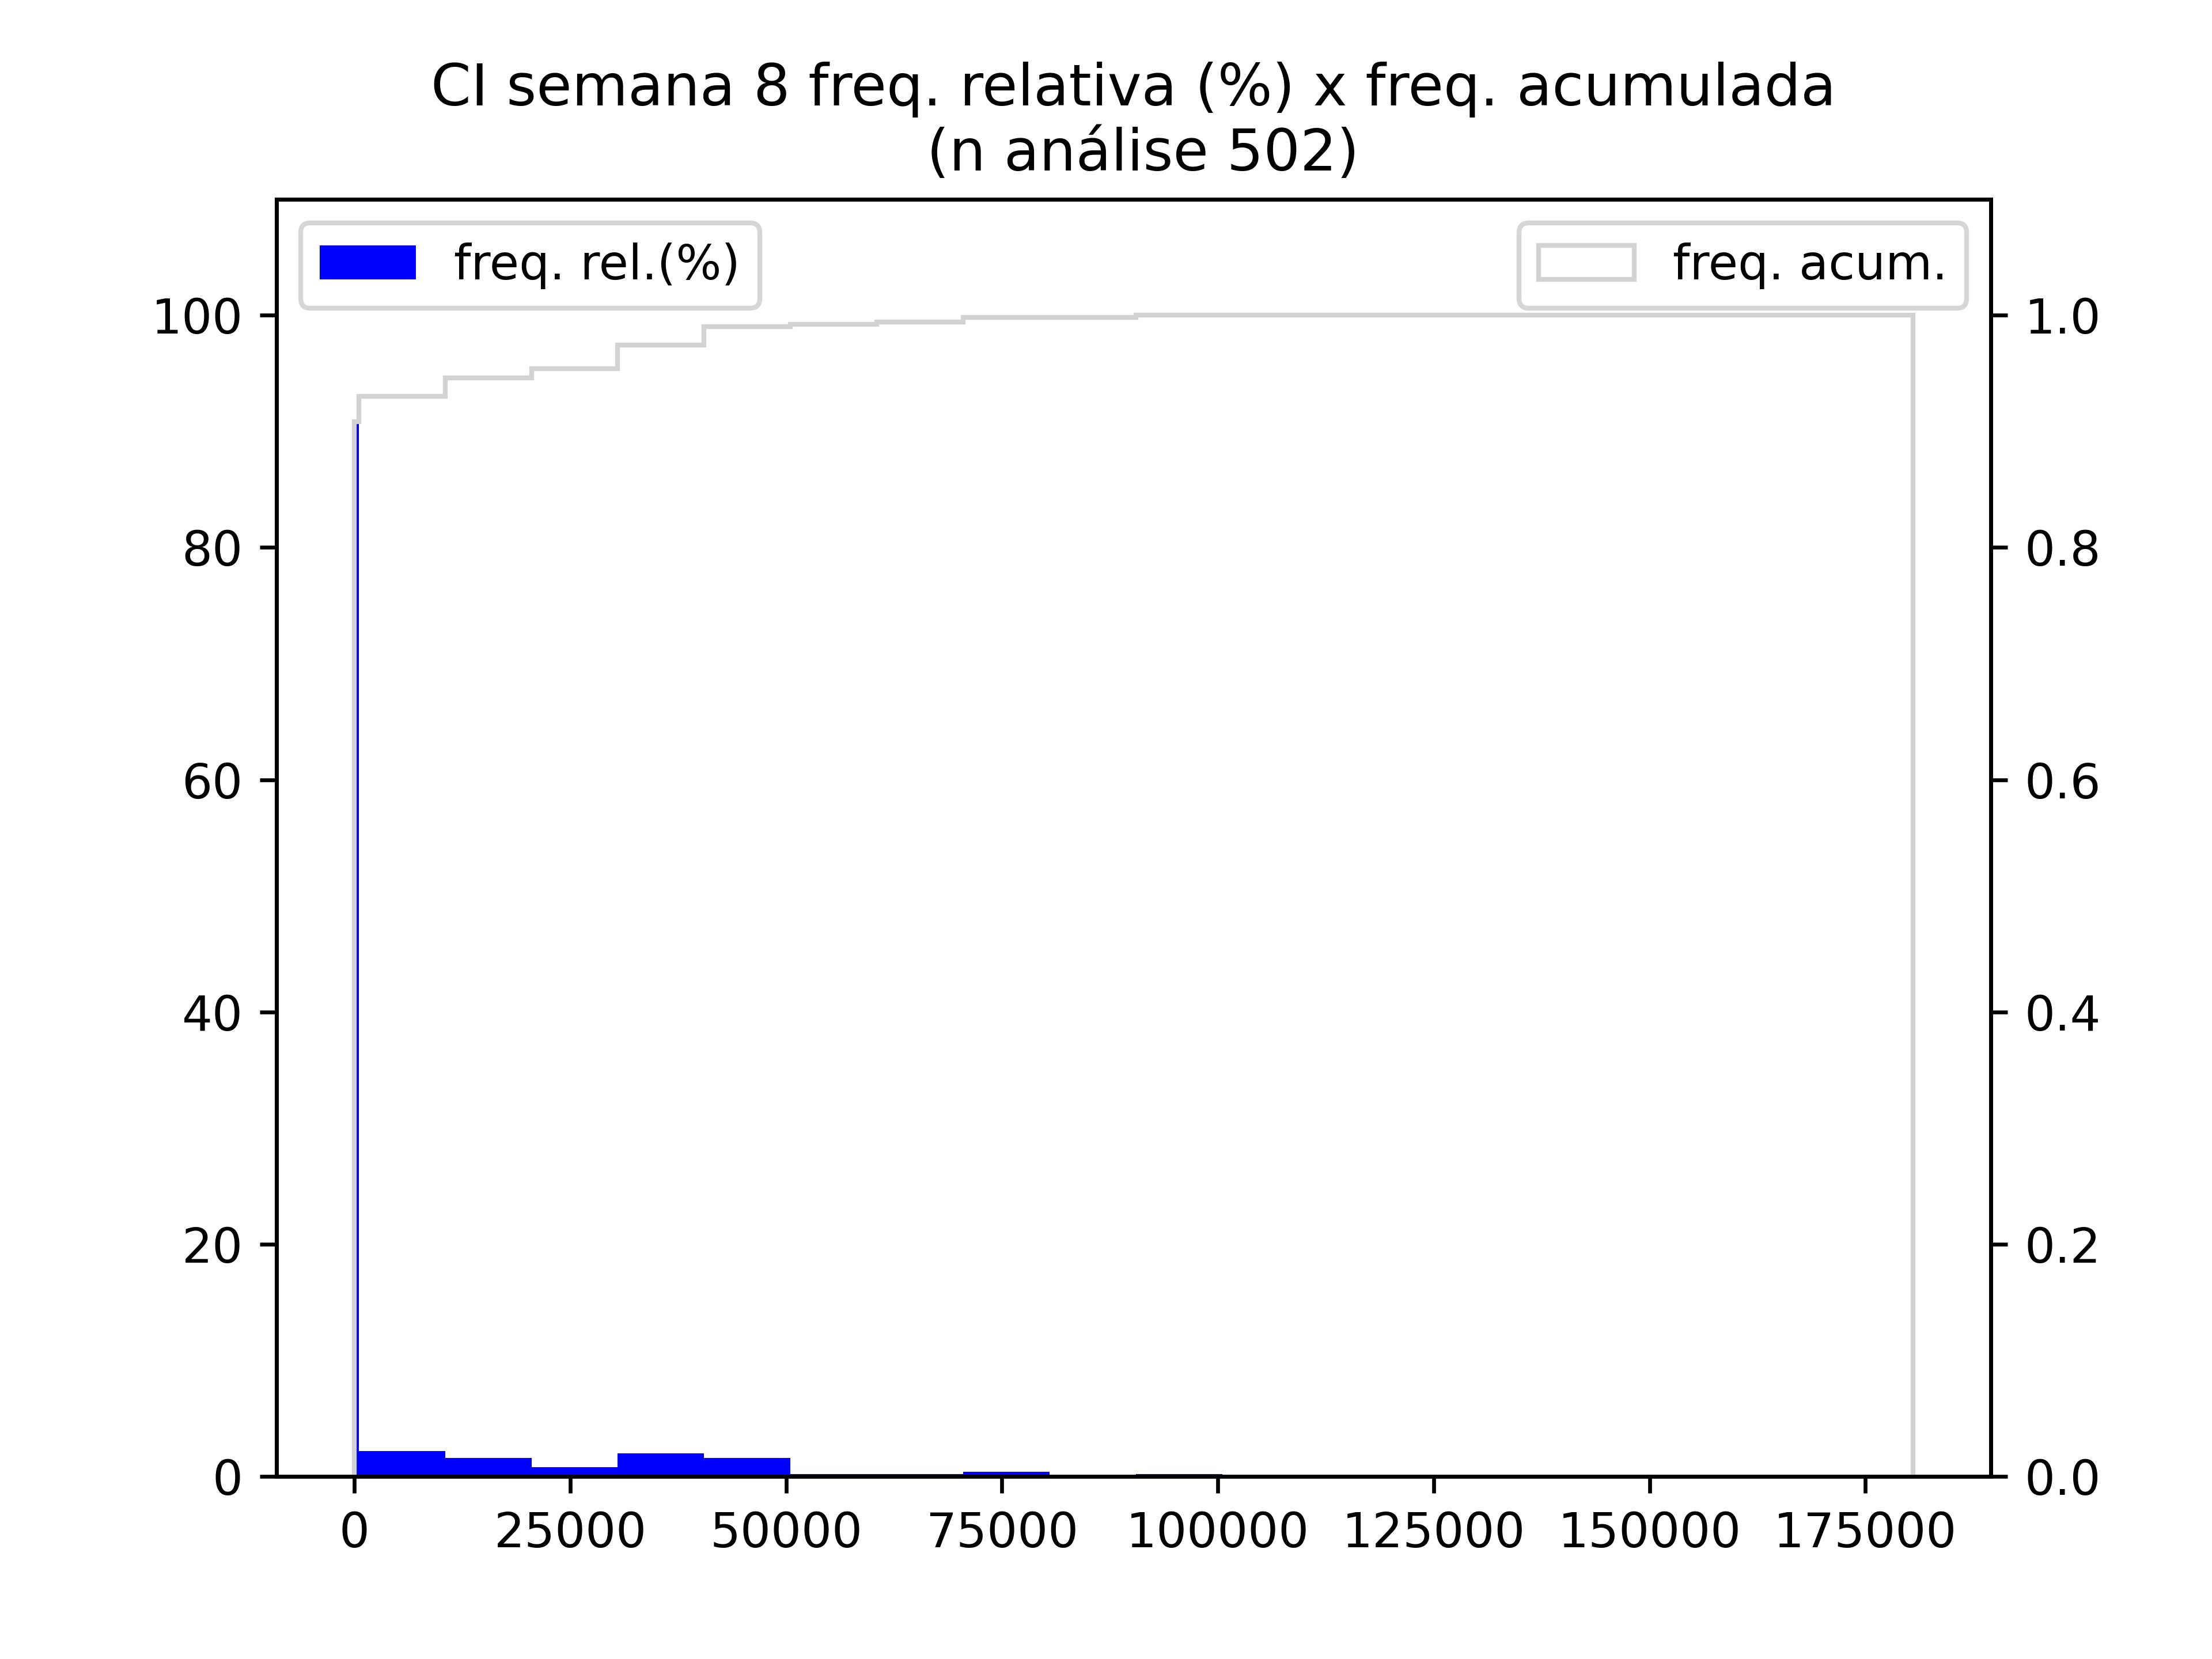 CI semana 8 freq. relativa (%) x freq. acumulada
(n análise 502)
freq. rel.(%)
freq. acum.
100
80
60
40
20
0
1.0
0.8
0.6
0.4
0.2
0.0
0 25000 50000 75000 100000 125000 150000 175000